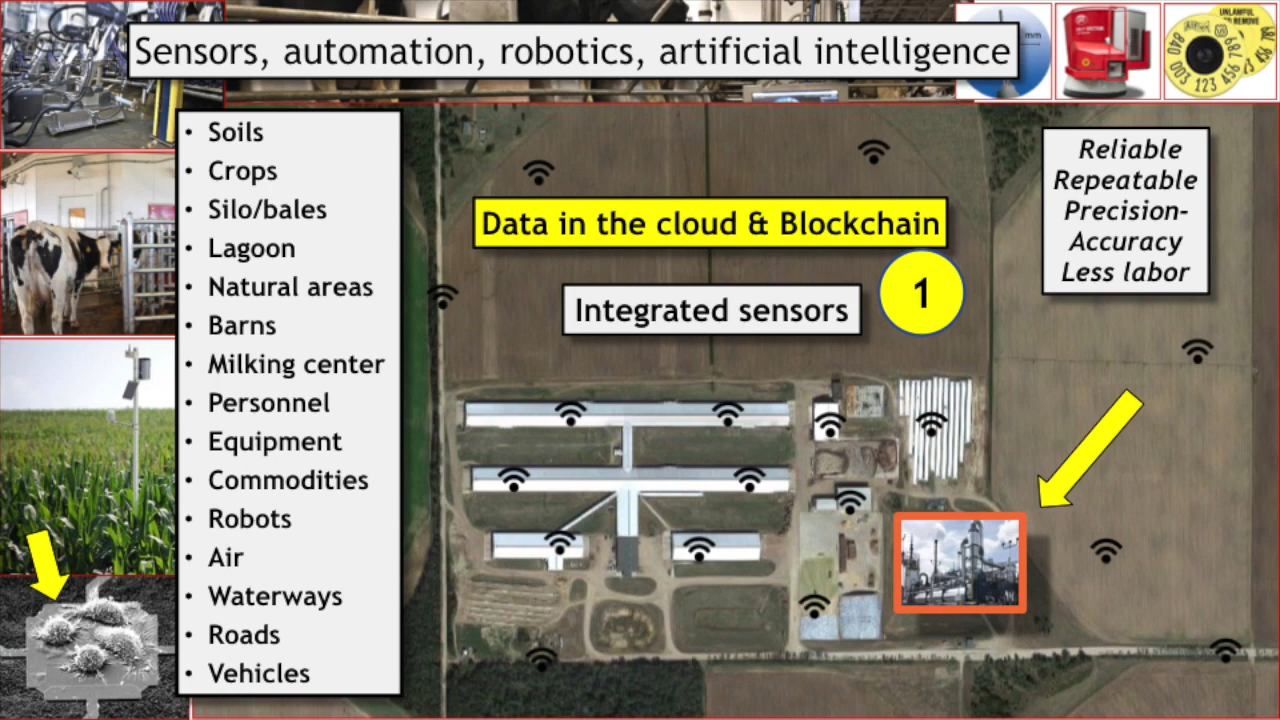 Sensors, automation, robotics, artificial intelligence
mm
UNLAWFUL
TO REMOVE
840
003 123 456 789
• Soils
• Crops
• Silo/bales
• Lagoon
• Natural areas
• Barns
• Milking center
• Personnel
• Equipment
• Commodities
• Robots
• Air
• Waterways
• Roads
• Vehicles
Data in the cloud & Blockchain
Integrated sensors
1
Reliable
Repeatable
Precision-
Accuracy
Less labor